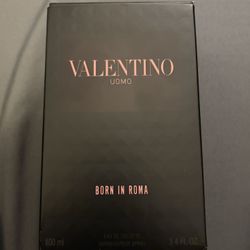 VALENTINO
UOMO
BORN IN ROMA
100 ml
3.4 FL. OZ.